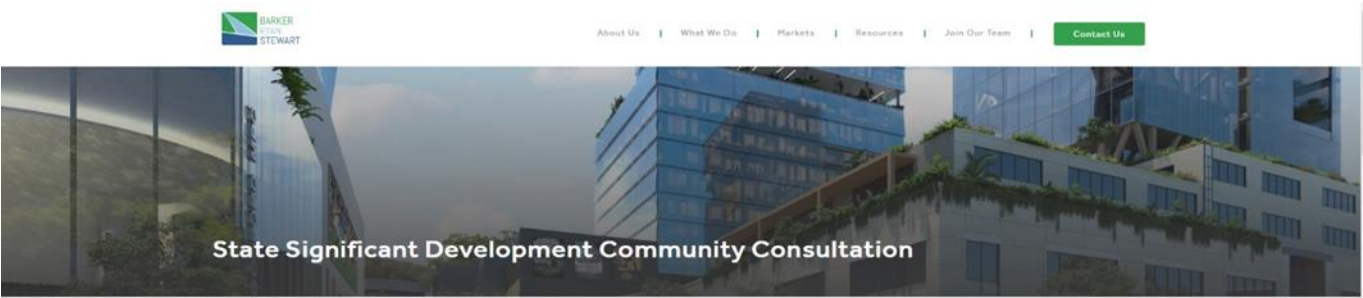 BARKER
RYAN
STEWART
About Us | What We Do | Markets | Resources | Join Our Team | Contact Us
State Significant Development Community Consultation